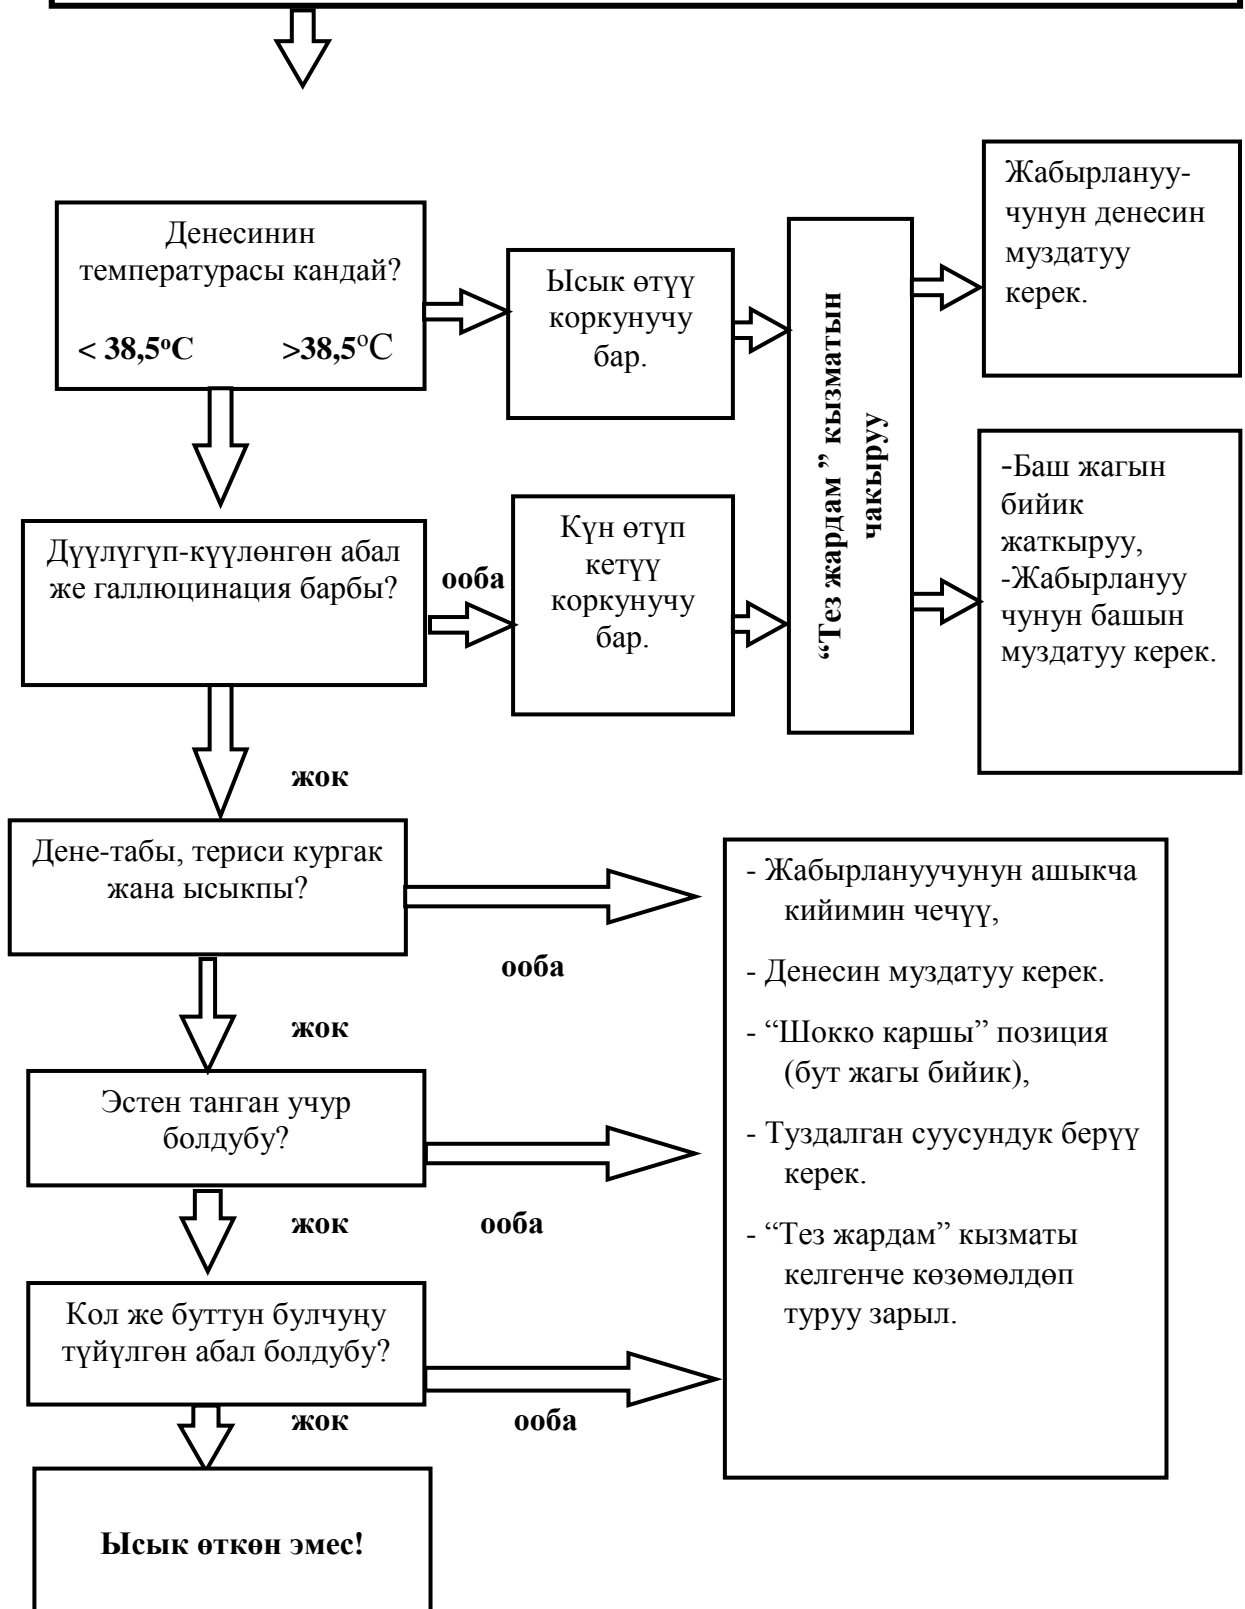 Денесинин
температурасы кандай?
< 38,5ᵒC >38,5ᵒC
Ысык өтүү
коркунучу
бар.
“Тез жардам ” кызматын
чакыруу
Жабырлануу-
чунун денесин
муздатуу
керек.
Дүүлүгүп-күүлөнгөн абал
же галлюцинация барбы?
ооба
Күн өтүп
кетүү
коркунучу
бар.
-Баш жагын
бийик
жаткыруу,
-Жабырлануу
чунун башын
муздатуу керек.
жок
Дене-табы, териси кургак
жана ысыкпы?
ооба
жок
Эстен танган учур
болдубу?
жок ооба
Кол же буттун булчуңу
түйүлгөн абал болдубу?
жок ооба
- Жабырлануучунун ашыкча
кийимин чечүү,
- Денесин муздатуу керек.
- “Шокко каршы” позиция
(бут жагы бийик),
- Туздалган суусундук берүү
керек.
- “Тез жардам” кызматы
келгенче көзөмөлдөп
туруу зарыл.
Ысык өткөн эмес!